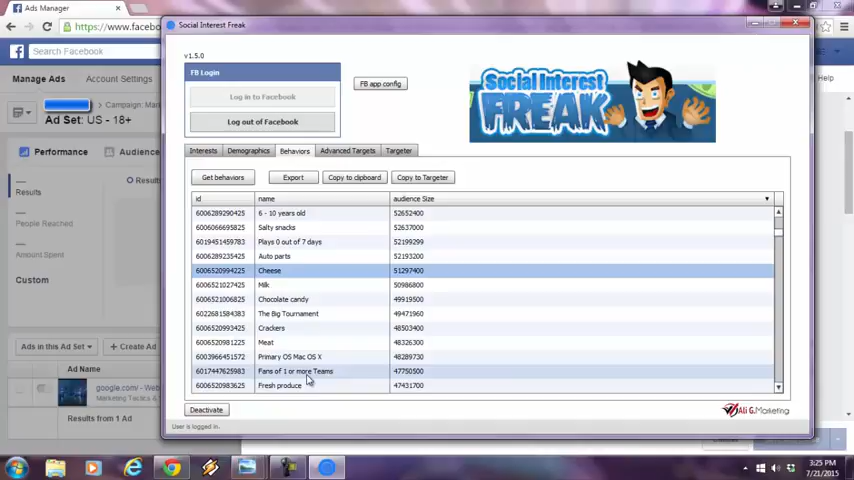 Ads Manager
https://www.facebo
Search Facebook
Manage Ads Account Settings
Help
Campaign: Mar
Ad Set: US - 18+
Performance
Audience
Results
People Reached
Amount Spent
Custom
Ads in this Ad Set
Create Ad
Ad Name
google.com/ - Web
Marketing Tactics & S
Results from 1 Ad
Social Interest Freak
v1.5.0
FB Login
Log in to Facebook
Log out of Facebook
FB app config
Social Interest
FREAK
Interests Demographics Behaviors Advanced Targets Targeter
Get behaviors Export Copy to clipboard Copy to Targeter
id name audience Size
6006289290425 6 - 10 years old 52652400
6006066695825 Salty snacks 52637000
6019451459783 Plays 0 out of 7 days 52199299
6006289235425 Auto parts 52193200
6006520994225 Cheese 51297400
6006521027425 Milk 50986800
6006521006825 Chocolate candy 49919500
6022681584383 The Big Tournament 49471960
6006520993425 Crackers 48503400
6006520981225 Meat 48326300
6003966451572 Primary OS Mac OS X 48289730
6017447625983 Fans of 1 or more Teams 47750500
6006520983625 Fresh produce 47431700
Deactivate
Ali G.Marketing
User is logged in.
3:25 PM
7/21/2015